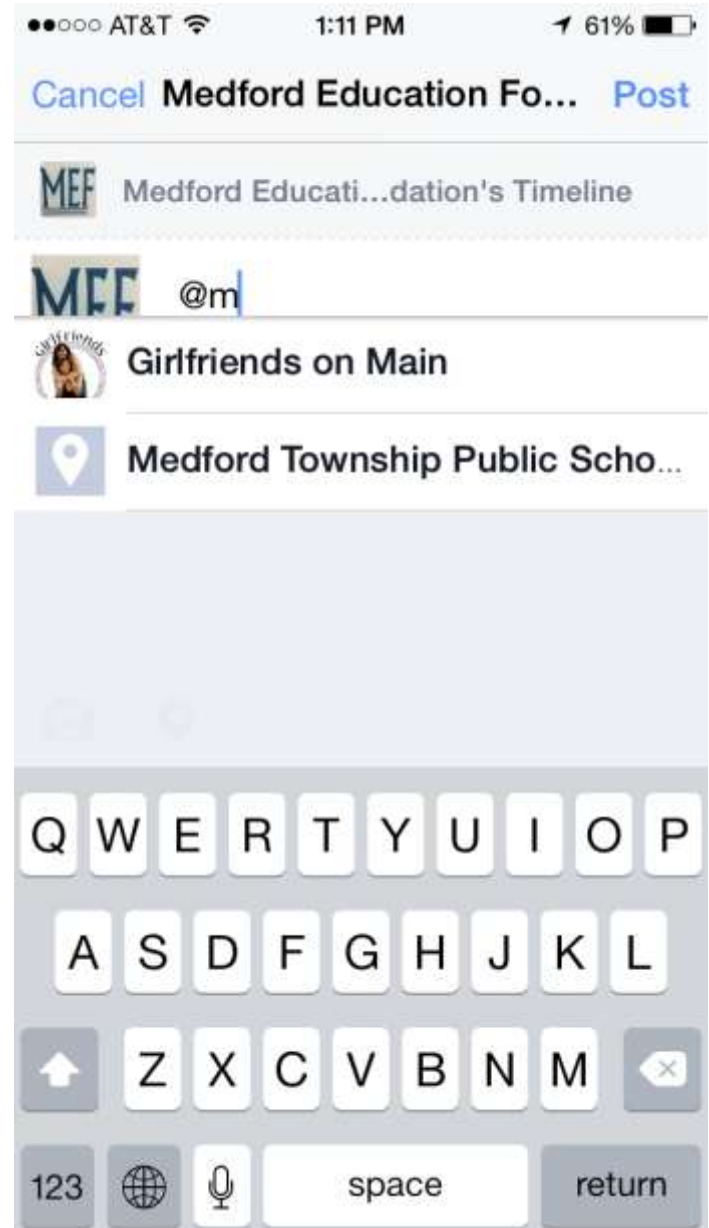 AT&T 1:11 PM 61%
Cancel Medford Education Fo... Post
MEF Medford Educati...dation's Timeline
MEF @m
Girlfriends
Girlfriends on Main
Medford Township Public Scho...
Q W E R T Y U I O P
A S D F G H J K L
Z X C V B N M
123 space return